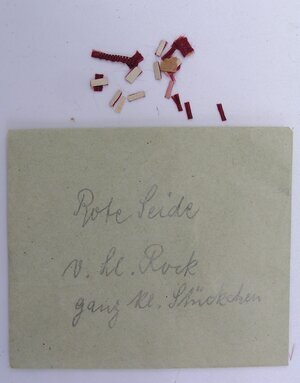 Rote Seide
v. hl. Rock
ganz kl. Stückchen